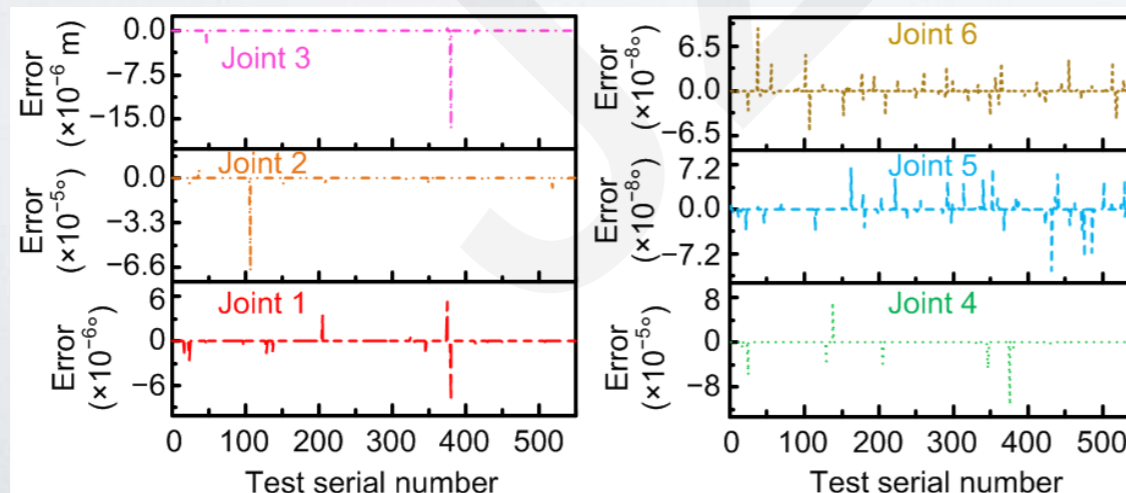 Error
(×10⁻⁶ m)
0.0
−7.5
−15.0
Joint 3
Error
(×10⁻⁵°)
0.0
−3.3
−6.6
Joint 2
Error
(×10⁻⁶°)
6
0
−6
Joint 1
0 100 200 300 400 500
Test serial number
Error
(×10⁻⁸°)
6.5
0.0
−6.5
Joint 6
Error
(×10⁻⁸°)
7.2
0.0
−7.2
Joint 5
Error
(×10⁻⁵°)
8
0
−8
Joint 4
0 100 200 300 400 500
Test serial number